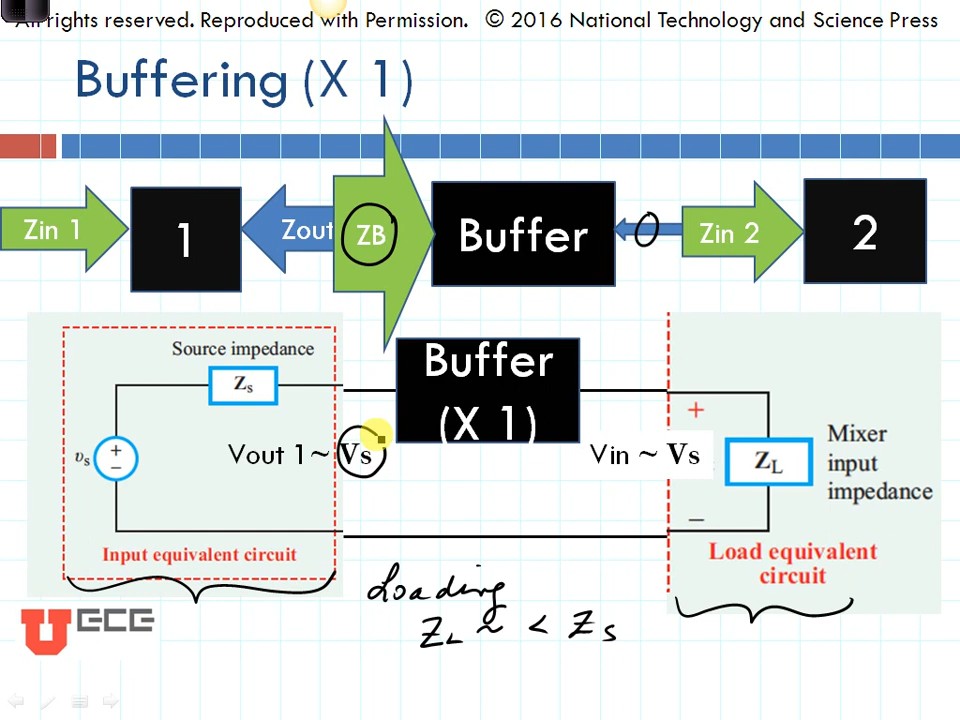 All rights reserved. Reproduced with Permission. © 2016 National Technology and Science Press
Buffering (X 1)
Zin 1
1
Zout
ZB
Buffer
Zin 2
2
Source impedance
Zs
Buffer
(X 1)
+
υs
+
−
Vout 1~ Vs
Vin ~ Vs
ZL
Mixer
input
impedance
−
Input equivalent circuit
Load equivalent
circuit
Loading
ZL ~ < Zs
U ECE